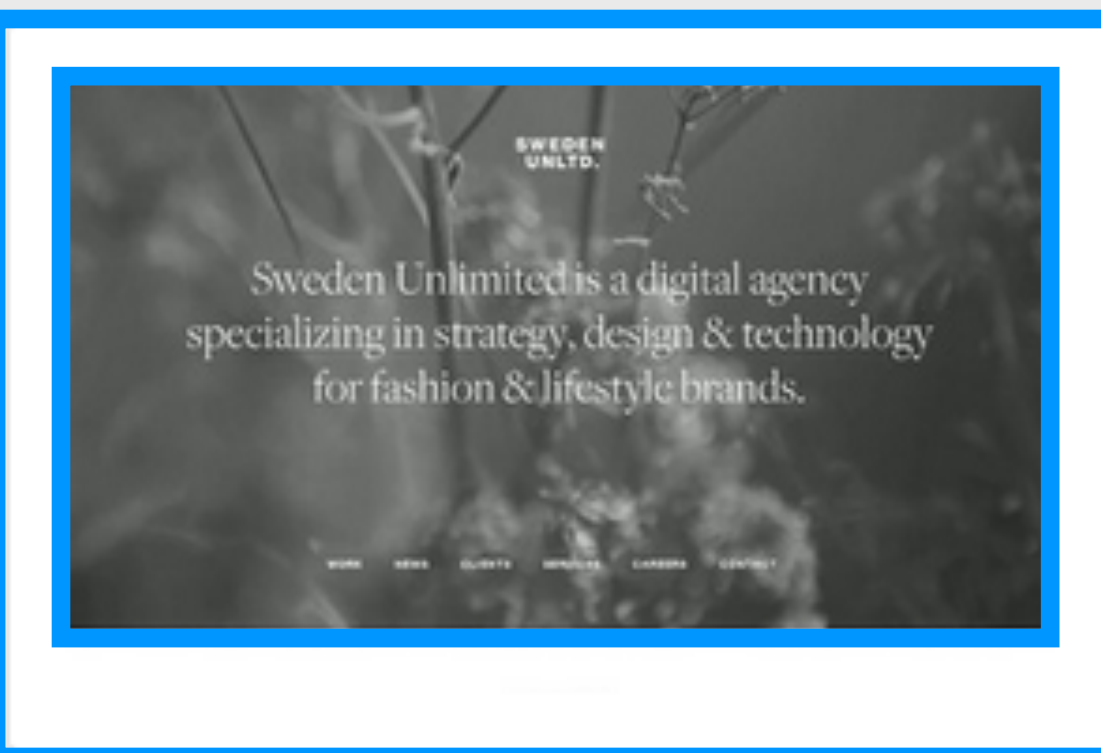 SWEDEN
UNLTD.
Sweden Unlimited is a digital agency
specializing in strategy, design & technology
for fashion & lifestyle brands.
WORK NEWS CLIENTS SERVICES CAREERS CONTACT